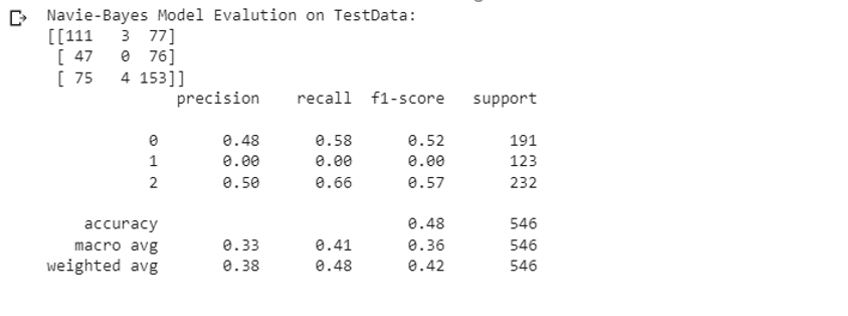 Navie-Bayes Model Evalution on TestData:
[[111 3 77]
[ 47 0 76]
[ 75 4 153]]
precision recall f1-score support
0 0.48 0.58 0.52 191
1 0.00 0.00 0.00 123
2 0.50 0.66 0.57 232
accuracy 0.48 546
macro avg 0.33 0.41 0.36 546
weighted avg 0.38 0.48 0.42 546